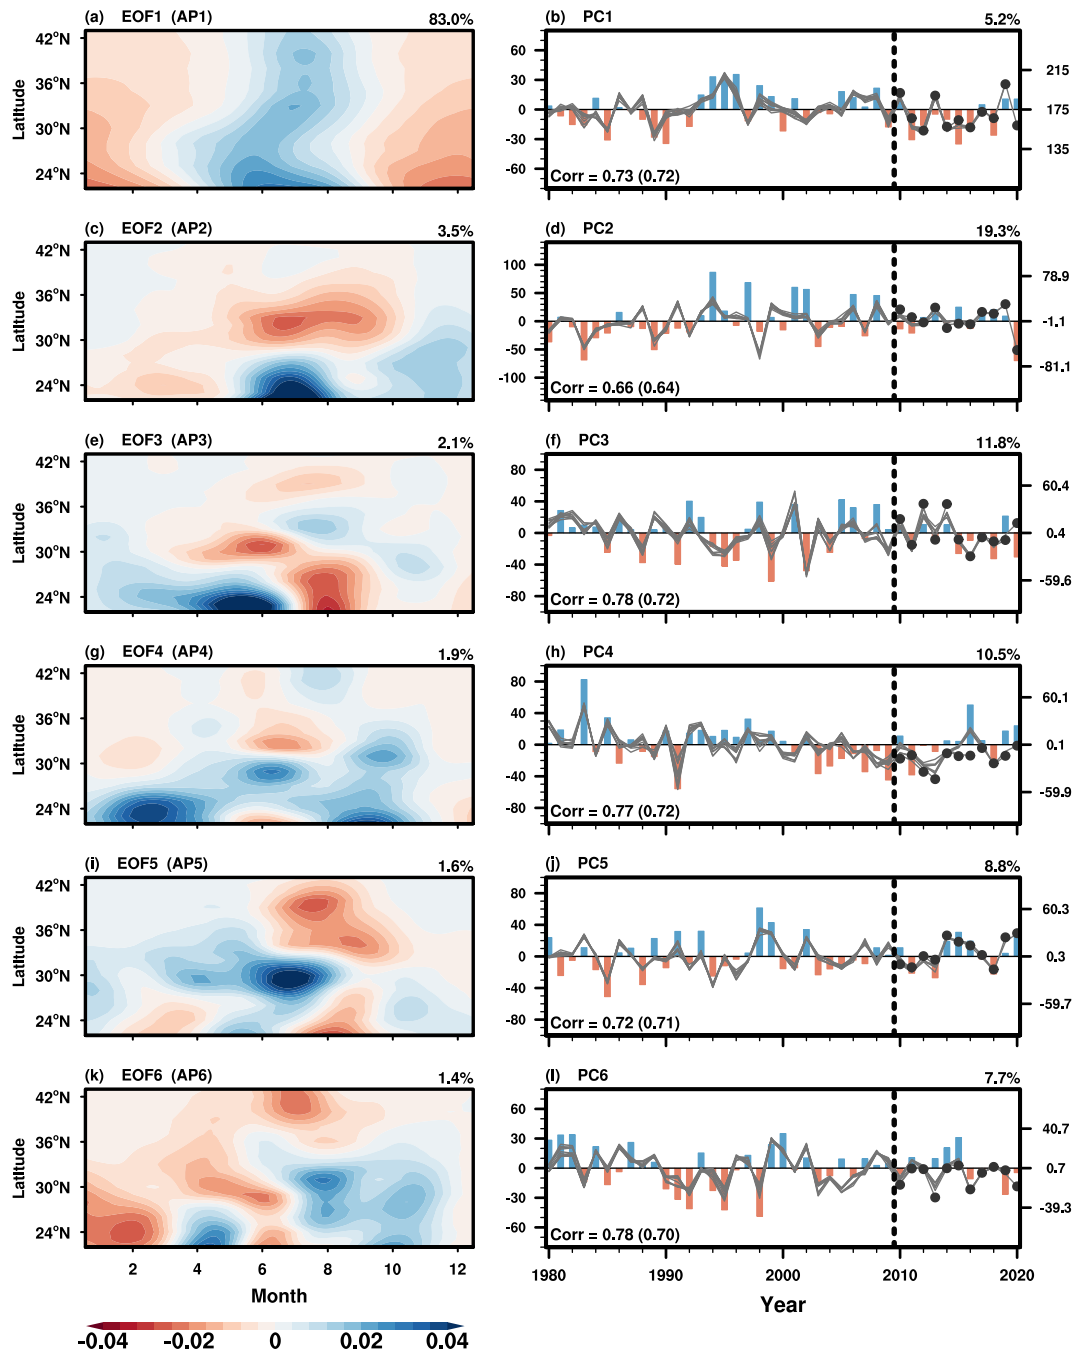 (a) EOF1 (AP1) 83.0%
42°N
36°N
30°N
24°N
Latitude
(b) PC1 5.2%
60
30
0
-30
-60
215
175
135
Corr = 0.73 (0.72)
(c) EOF2 (AP2) 3.5%
42°N
36°N
30°N
24°N
Latitude
(d) PC2 19.3%
100
50
0
-50
-100
78.9
-1.1
-81.1
Corr = 0.66 (0.64)
(e) EOF3 (AP3) 2.1%
42°N
36°N
30°N
24°N
Latitude
(f) PC3 11.8%
80
40
0
-40
-80
60.4
0.4
-59.6
Corr = 0.78 (0.72)
(g) EOF4 (AP4) 1.9%
42°N
36°N
30°N
24°N
Latitude
(h) PC4 10.5%
80
40
0
-40
-80
60.1
0.1
-59.9
Corr = 0.77 (0.72)
(i) EOF5 (AP5) 1.6%
42°N
36°N
30°N
24°N
Latitude
(j) PC5 8.8%
80
40
0
-40
-80
60.3
0.3
-59.7
Corr = 0.72 (0.71)
(k) EOF6 (AP6) 1.4%
42°N
36°N
30°N
24°N
Latitude
2 4 6 8 10 12
Month
(l) PC6 7.7%
60
30
0
-30
-60
40.7
0.7
-39.3
Corr = 0.78 (0.70)
1980 1990 2000 2010 2020
Year
-0.04 -0.02 0 0.02 0.04